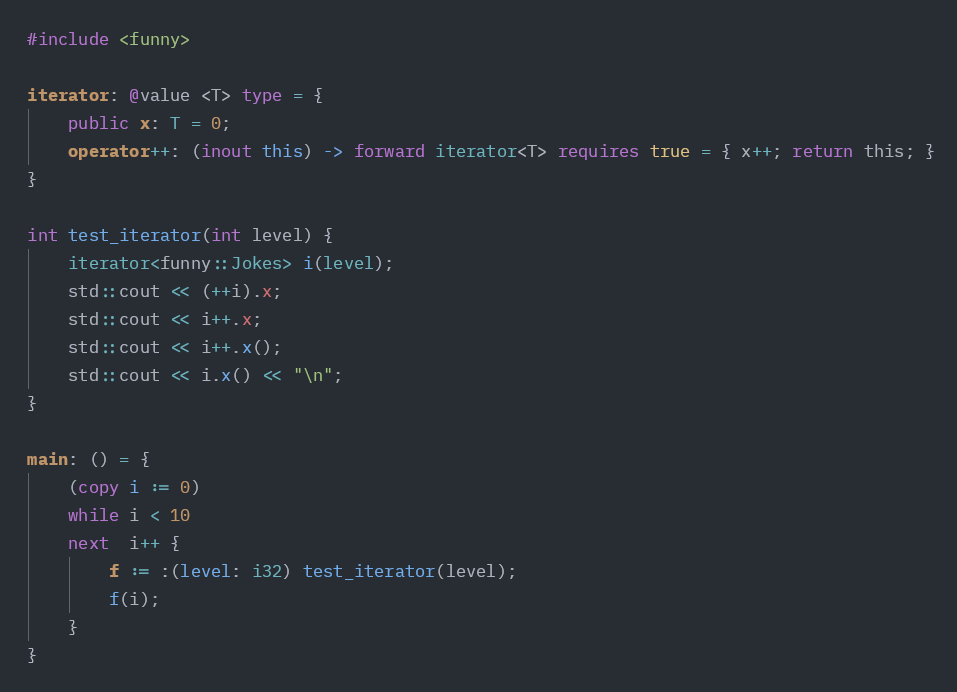 #include <funny>
iterator: @value <T> type = {
    public x: T = 0;
    operator++: (inout this) -> forward iterator<T> requires true = { x++; return this; }
}
int test_iterator(int level) {
    iterator<funny::Jokes> i(level);
    std::cout << (++i).x;
    std::cout << i++.x;
    std::cout << i++.x();
    std::cout << i.x() << "\n";
}
main: () = {
    (copy i := 0)
    while i < 10
    next  i++ {
        f := :(level: i32) test_iterator(level);
        f(i);
    }
}